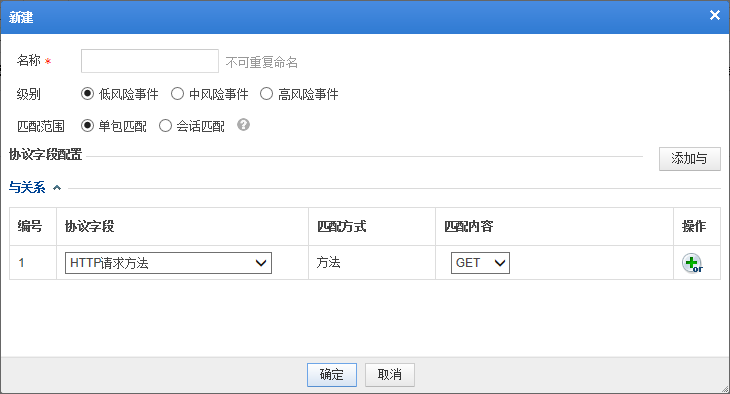 新建
名称 * 不可重复命名
级别 低风险事件 中风险事件 高风险事件
匹配范围 单包匹配 会话匹配 ?
协议字段配置 添加与
与关系
编号 协议字段 匹配方式 匹配内容 操作
1 HTTP请求方法 方法 GET or
确定 取消